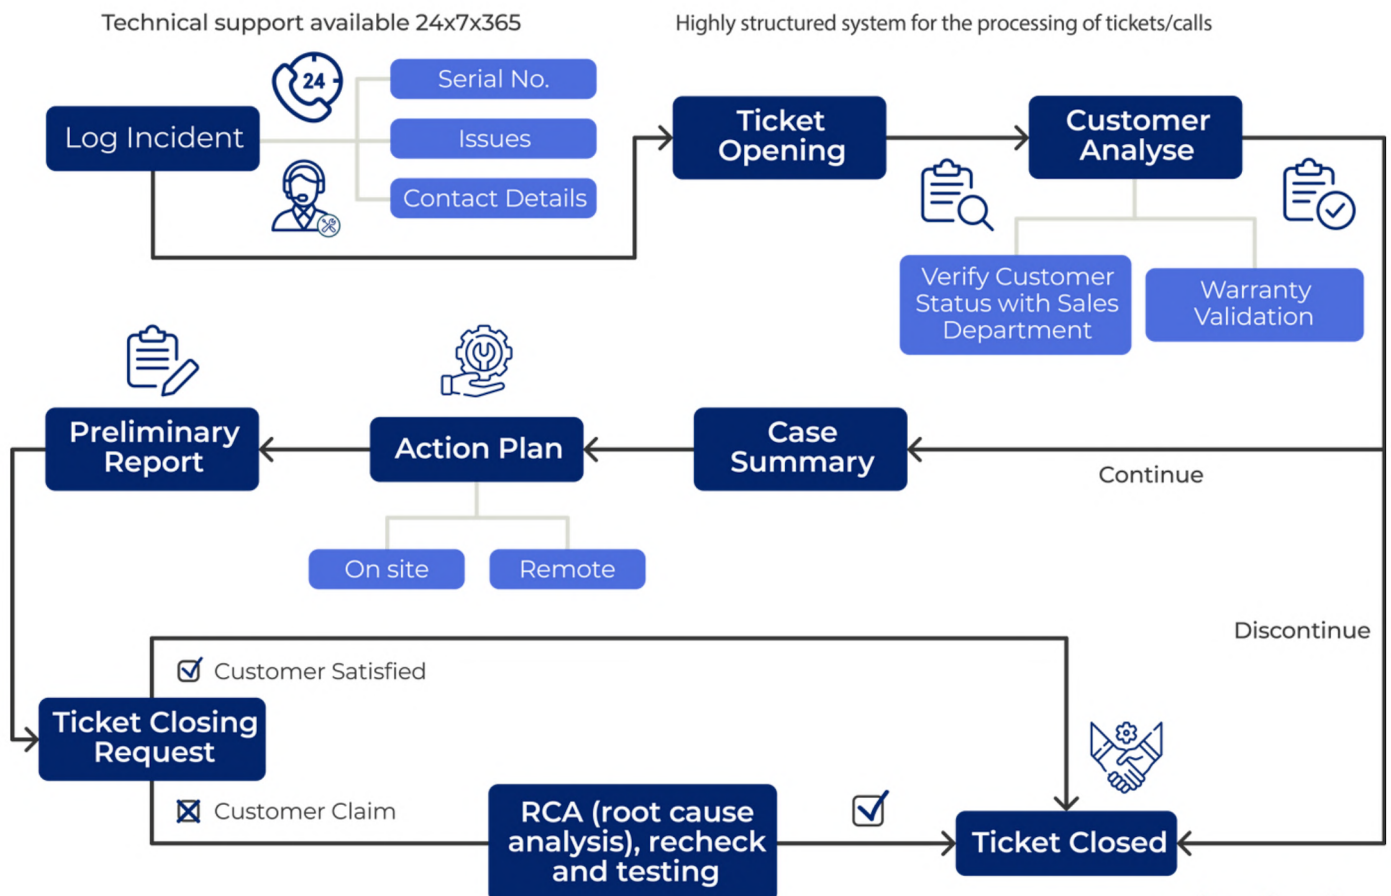 Technical support available 24x7x365
Highly structured system for the processing of tickets/calls
24
Log Incident
Serial No.
Issues
Contact Details
Ticket
Opening
Customer
Analyse
Verify Customer
Status with Sales
Department
Warranty
Validation
Preliminary
Report
Action Plan
Case
Summary
Continue
On site
Remote
Discontinue
Customer Satisfied
Ticket Closing
Request
Customer Claim
RCA (root cause
analysis), recheck
and testing
Ticket Closed